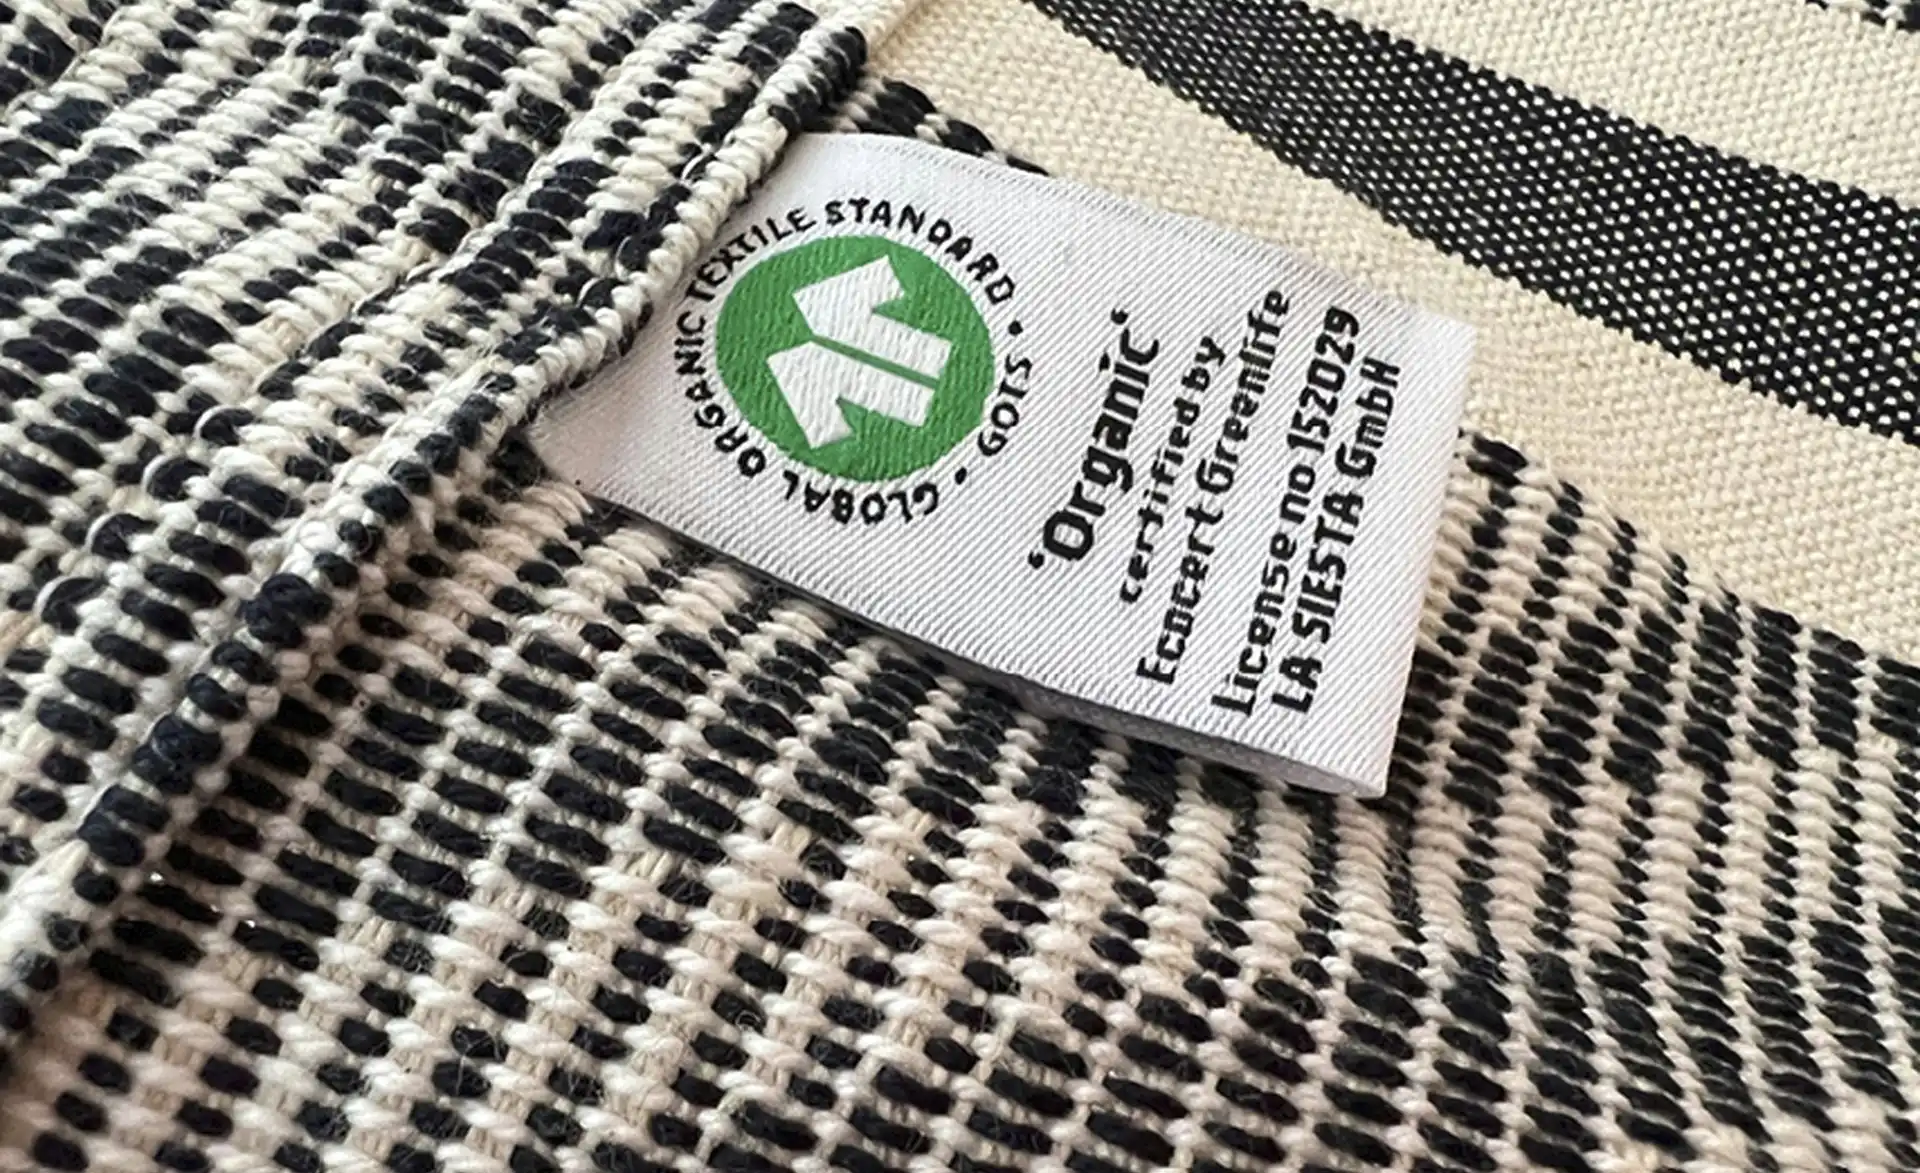 GLOBAL ORGANIC TEXTILE STANDARD • GOTS •
‘Organic‘
certified by
Ecocert Greenlife
License no 152029
LA SIESTA GmbH